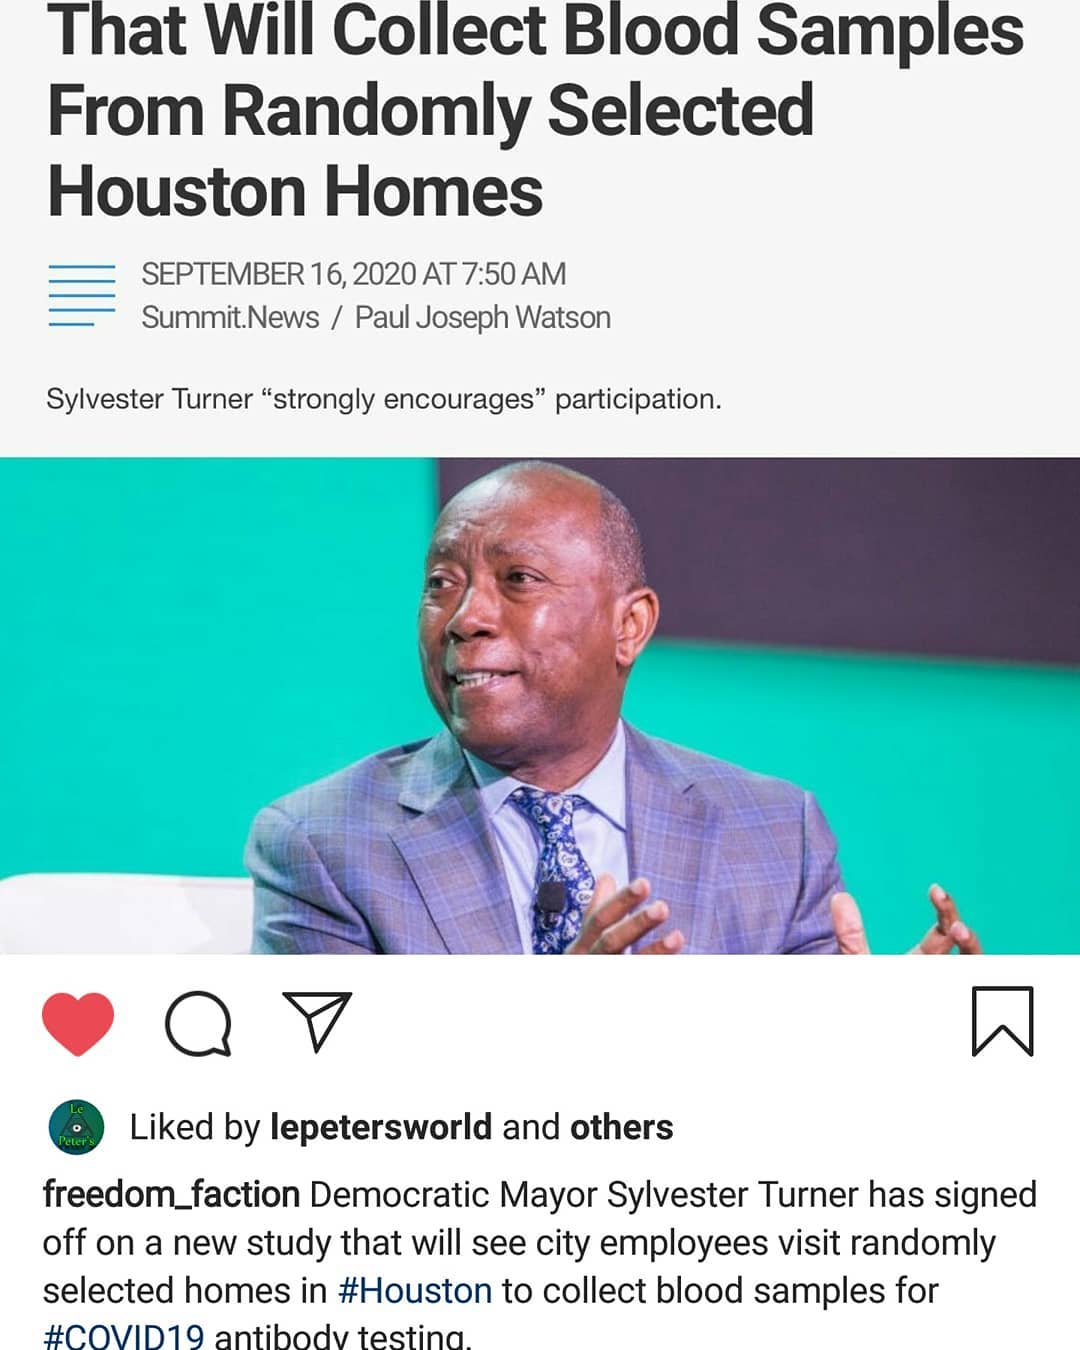 That Will Collect Blood Samples
From Randomly Selected
Houston Homes
SEPTEMBER 16, 2020 AT 7:50 AM
Summit.News / Paul Joseph Watson
Sylvester Turner “strongly encourages” participation.
Le
Peter's
Liked by lepetersworld and others
freedom_faction Democratic Mayor Sylvester Turner has signed
off on a new study that will see city employees visit randomly
selected homes in #Houston to collect blood samples for
#COVID19 antibody testing.